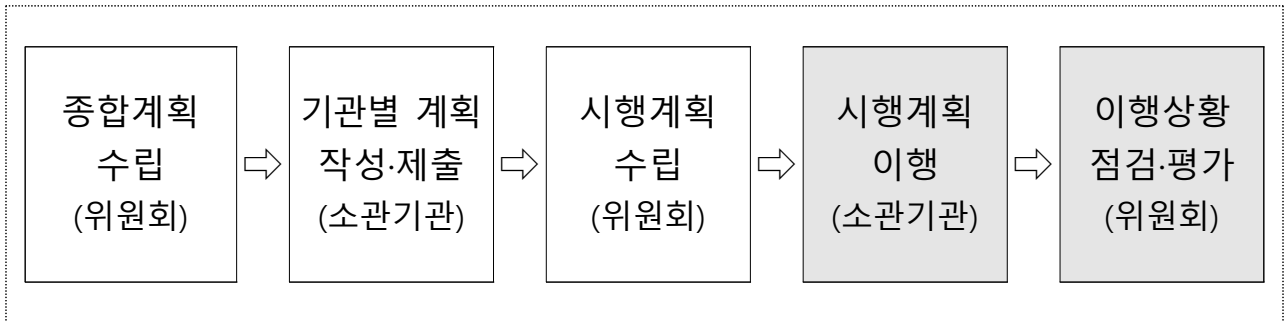 종합계획
수립
(위원회)
기관별 계획
작성·제출
(소관기관)
시행계획
수립
(위원회)
시행계획
이행
(소관기관)
이행상황
점검·평가
(위원회)